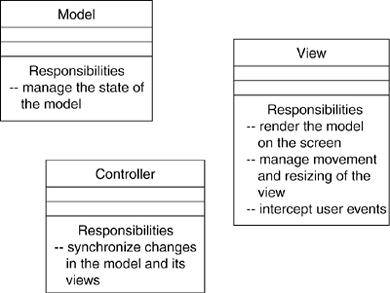 Model
Responsibilities
-- manage the state of
the model
View
Responsibilities
-- render the model
on the screen
-- manage movement
and resizing of the
view
-- intercept user events
Controller
Responsibilities
-- synchronize changes
in the model and its
views